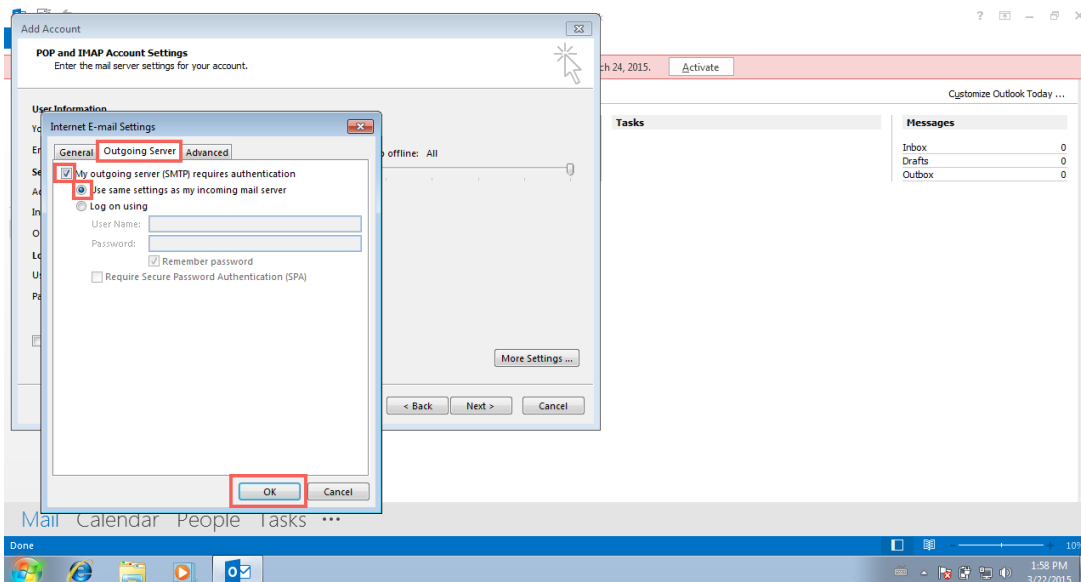 Add Account
POP and IMAP Account Settings
Enter the mail server settings for your account.
ch 24, 2015. Activate
Customize Outlook Today ...
User Information
Internet E-mail Settings
General Outgoing Server Advanced
My outgoing server (SMTP) requires authentication
Use same settings as my incoming mail server
Log on using
User Name:
Password:
Remember password
Require Secure Password Authentication (SPA)
OK Cancel
offline: All
More Settings ...
< Back Next > Cancel
Tasks
Messages
Inbox 0
Drafts 0
Outbox 0
Mail Calendar People Tasks ...
Done
10%
1:58 PM
3/22/2015